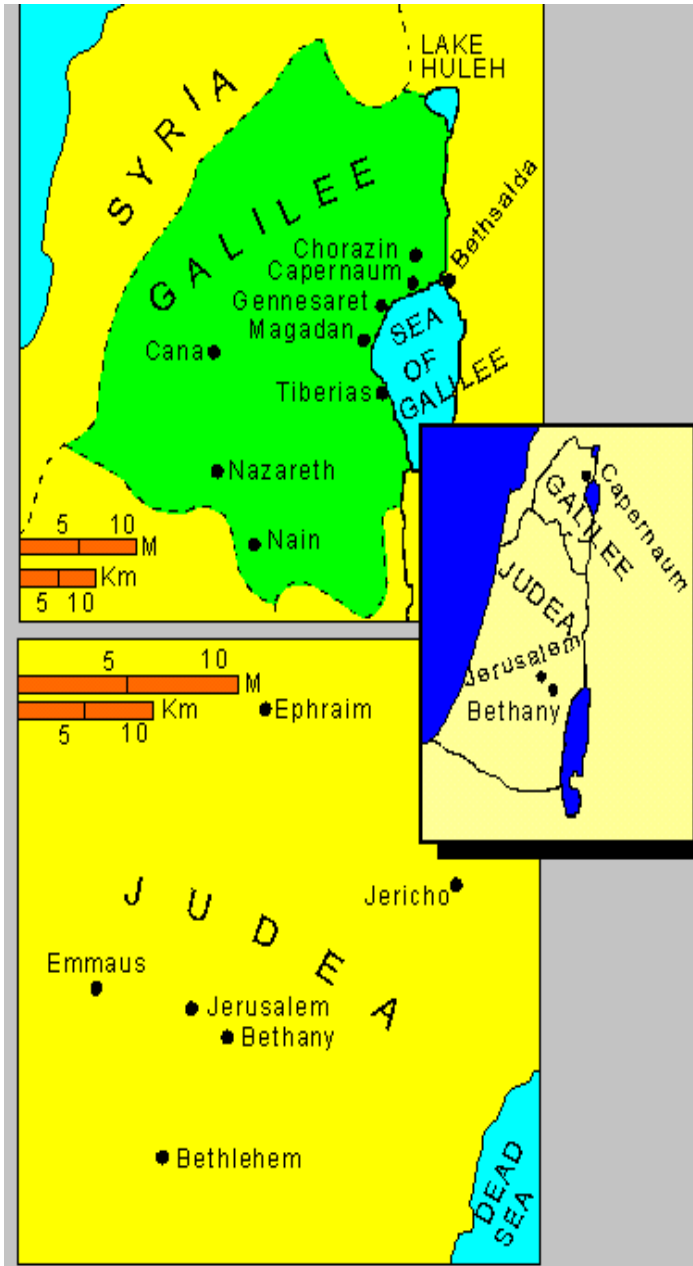 LAKE
HULEH
SYRIA
GALILEE
Bethsalda
Chorazin
Capernaum
Gennesaret
Magadan
SEA
OF
GALILEE
Cana
Tiberias
Nazareth
Nain
5 10
M
Km
5 10
Capernaum
GALILEE
JUDEA
Jerusalem
Bethany
5 10
M
Km
5 10
Ephraim
JUDEA
Jericho
Emmaus
Jerusalem
Bethany
Bethlehem
DEAD
SEA